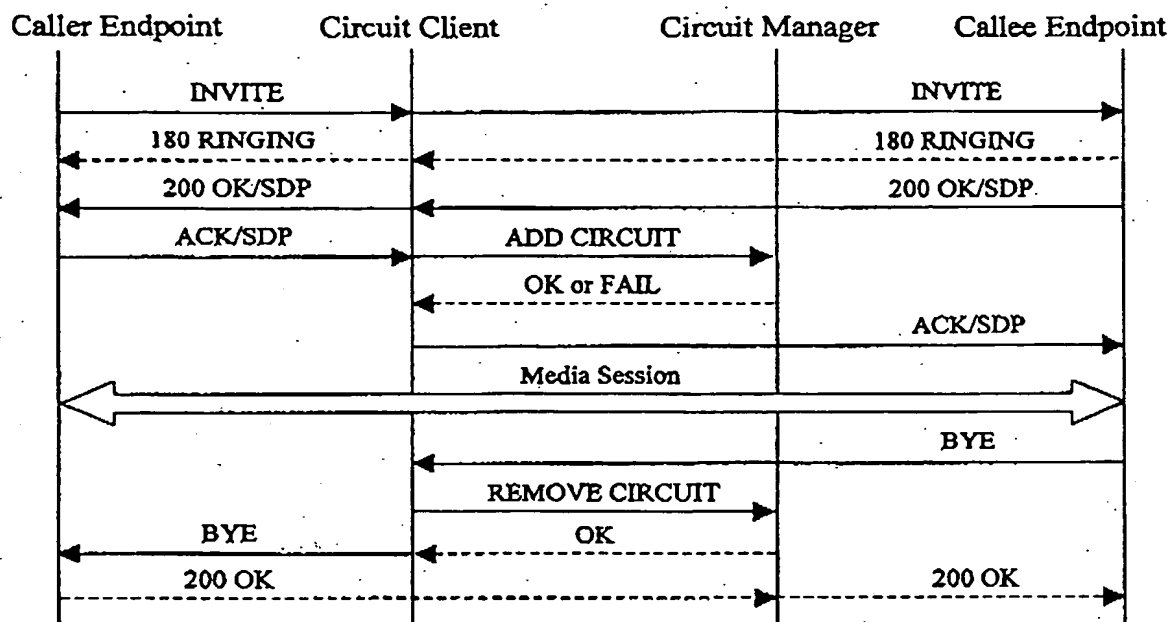 Caller Endpoint Circuit Client Circuit Manager Callee Endpoint
INVITE INVITE
180 RINGING 180 RINGING
200 OK/SDP 200 OK/SDP
ACK/SDP ADD CIRCUIT
OK or FAIL
ACK/SDP
Media Session
BYE
REMOVE CIRCUIT
BYE OK
200 OK 200 OK